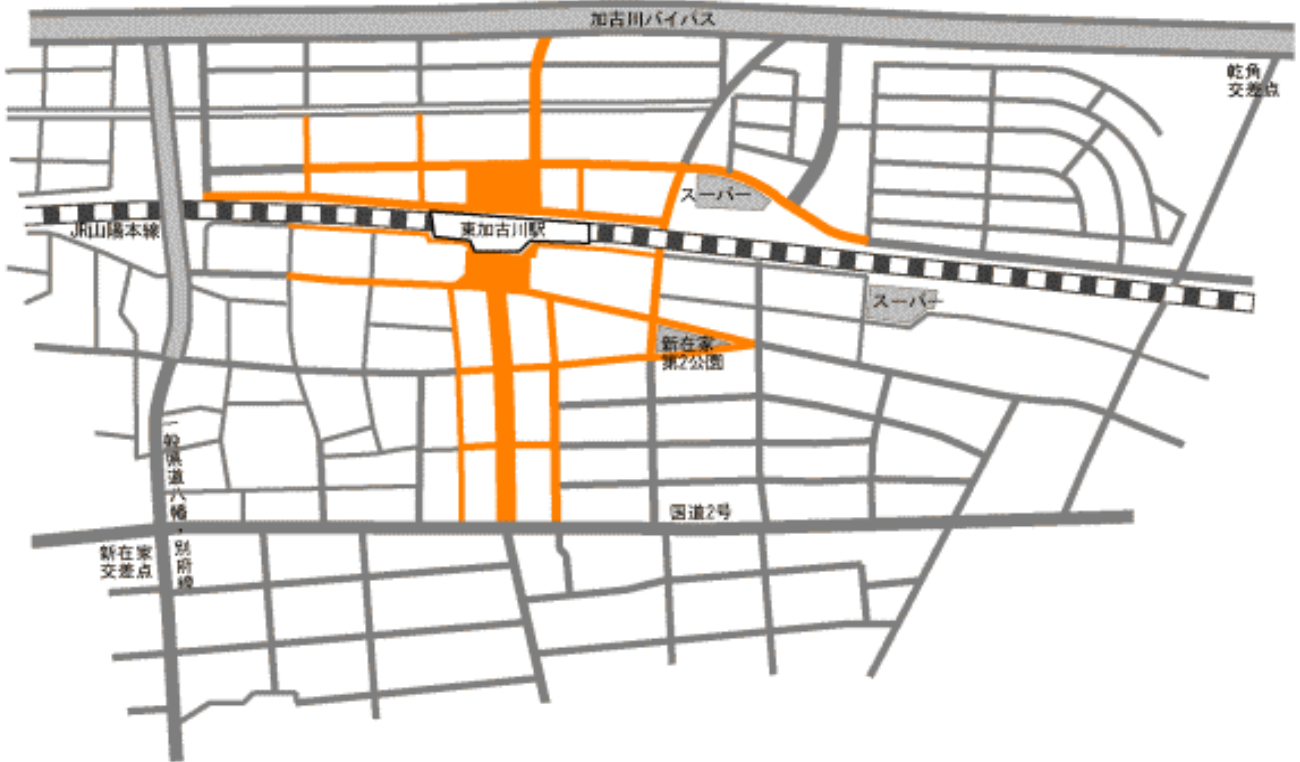 加古川バイパス
乾角
交差点
スーパー
JR山陽本線
東加古川駅
スーパー
新在家
第2公園
一般県道八幡・別府線
国道2号
新在家
交差点